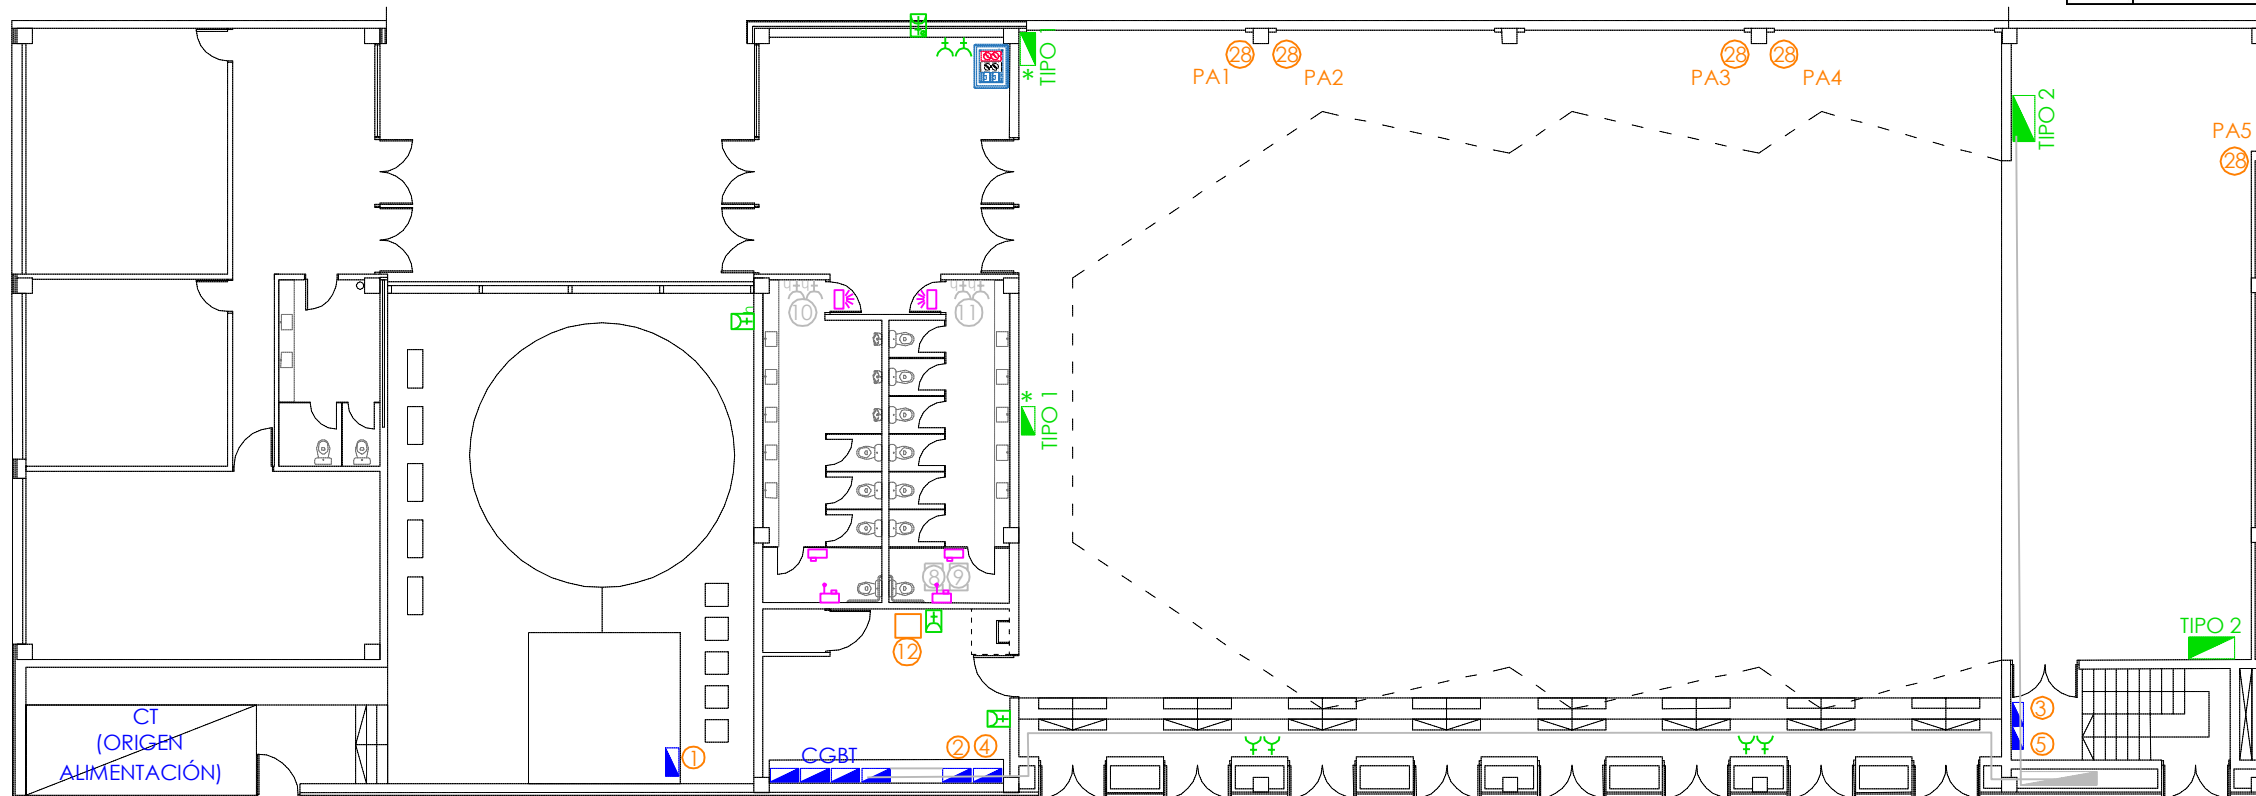 TIPO 1
*
28
28
PA1
PA2
28
28
PA3
PA4
TIPO 2
PA5
28
10
11
*
TIPO 1
8
9
12
TIPO 2
CT
(ORIGEN
ALIMENTACIÓN)
1
CGBT
2
4
3
5